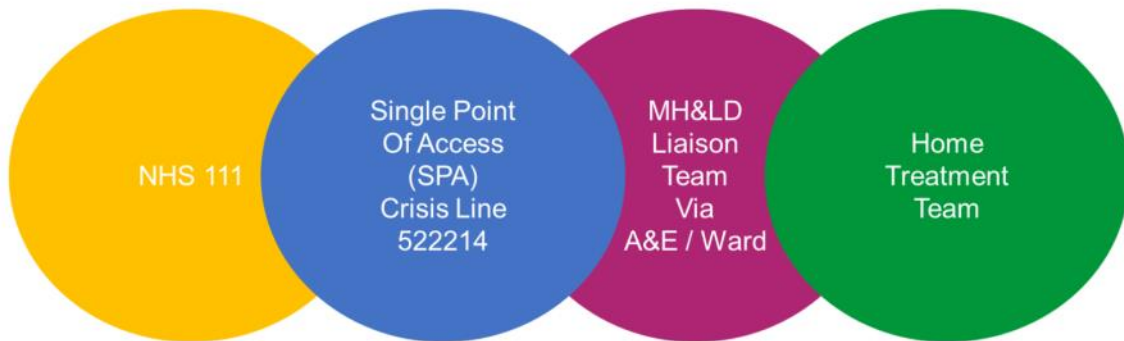 NHS 111
Single Point
Of Access
(SPA)
Crisis Line
522214
MH&LD
Liaison
Team
Via
A&E / Ward
Home
Treatment
Team